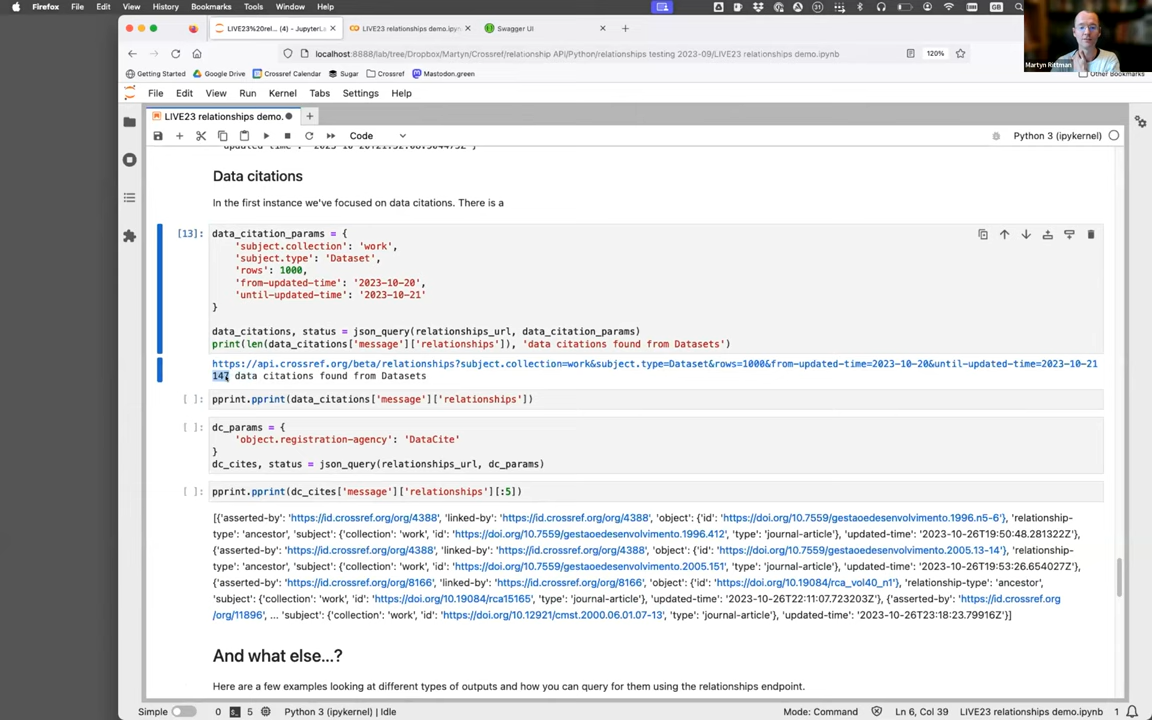 Firefox File Edit View History Bookmarks Tools Window Help
LIVE23%20rel... (4) - JupyterLa
LIVE23 relationships demo.ipyn
Swagger UI
localhost:8888/lab/tree/Dropbox/Martyn/Crossref/relationship API/Python/relationships testing 2023-09/LIVE23 relationships demo.ipynb
120%
Martyn Rittman
Getting Started Google Drive Crossref Calendar Sugar Crossref Mastodon.green
Other Bookmarks
File Edit View Run Kernel Tabs Settings Help
LIVE23 relationships demo.
Code
Python 3 (ipykernel)
Data citations
In the first instance we've focused on data citations. There is a
[13]:
data_citation_params = {
'subject.collection': 'work',
'subject.type': 'Dataset',
'rows': 1000,
'from-updated-time': '2023-10-20',
'until-updated-time': '2023-10-21'
}
data_citations, status = json_query(relationships_url, data_citation_params)
print(len(data_citations['message']['relationships']), 'data citations found from Datasets')
https://api.crossref.org/beta/relationships?subject.collection=work&subject.type=Dataset&rows=1000&from-updated-time=2023-10-20&until-updated-time=2023-10-21
147 data citations found from Datasets
[ ]: pprint.pprint(data_citations['message']['relationships'])
[ ]: dc_params = {
'object.registration-agency': 'DataCite'
}
dc_cites, status = json_query(relationships_url, dc_params)
[ ]: pprint.pprint(dc_cites['message']['relationships'][:5])
[{'asserted-by': 'https://id.crossref.org/org/4388', 'linked-by': 'https://id.crossref.org/org/4388', 'object': {'id': 'https://doi.org/10.7559/gestaoedesenvolvimento.1996.n5-6'}, 'relationship-
type': 'ancestor', 'subject': {'collection': 'work', 'id': 'https://doi.org/10.7559/gestaoedesenvolvimento.1996.412', 'type': 'journal-article'}, 'updated-time': '2023-10-26T19:50:48.281322Z'},
{'asserted-by': 'https://id.crossref.org/org/4388', 'linked-by': 'https://id.crossref.org/org/4388', 'object': {'id': 'https://doi.org/10.7559/gestaoedesenvolvimento.2005.13-14'}, 'relationship-
type': 'ancestor', 'subject': {'collection': 'work', 'id': 'https://doi.org/10.7559/gestaoedesenvolvimento.2005.151', 'type': 'journal-article'}, 'updated-time': '2023-10-26T19:53:26.654027Z'},
{'asserted-by': 'https://id.crossref.org/org/8166', 'linked-by': 'https://id.crossref.org/org/8166', 'object': {'id': 'https://doi.org/10.19084/rca_vol40_n1'}, 'relationship-type': 'ancestor',
'subject': {'collection': 'work', 'id': 'https://doi.org/10.19084/rca15165', 'type': 'journal-article'}, 'updated-time': '2023-10-26T22:11:07.723203Z'}, {'asserted-by': 'https://id.crossref.org
/org/11896', ... 'subject': {'collection': 'work', 'id': 'https://doi.org/10.12921/cmst.2000.06.01.07-13', 'type': 'journal-article'}, 'updated-time': '2023-10-26T23:18:23.79916Z'}]
And what else...?
Here are a few examples looking at different types of outputs and how you can query for them using the relationships endpoint.
Simple 0 5 Python 3 (ipykernel) | Idle
Mode: Command Ln 6, Col 39 LIVE23 relationships demo.ipynb 1